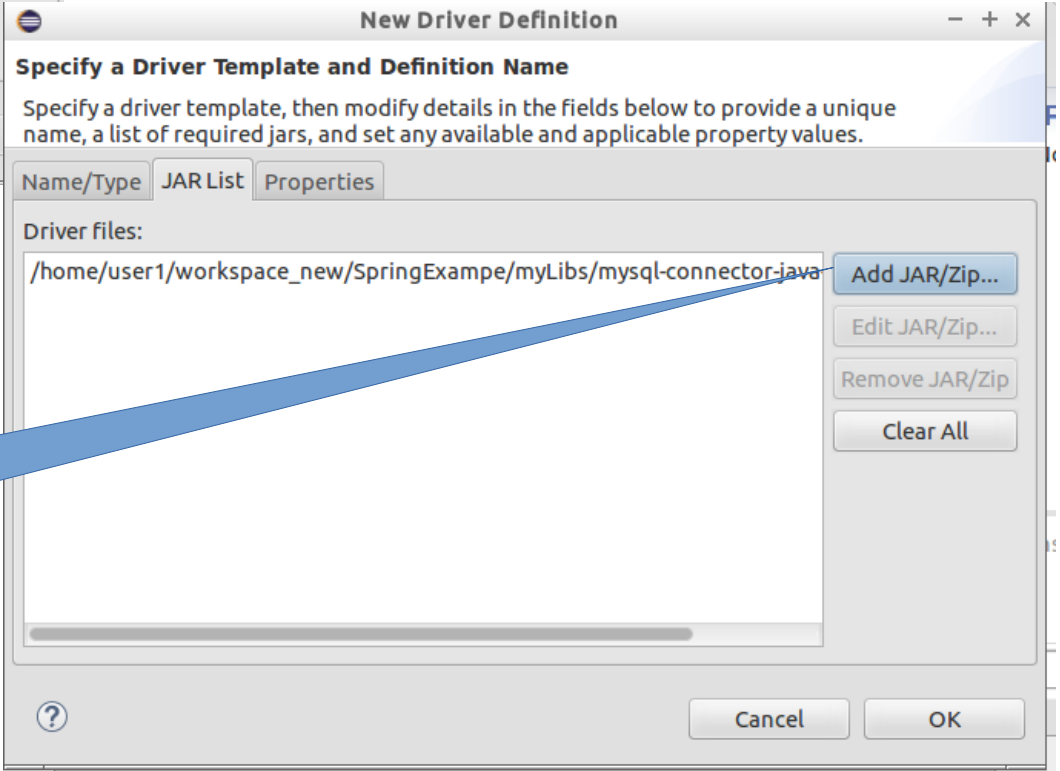 New Driver Definition
Specify a Driver Template and Definition Name
Specify a driver template, then modify details in the fields below to provide a unique
name, a list of required jars, and set any available and applicable property values.
Name/Type JAR List Properties
Driver files:
/home/user1/workspace_new/SpringExampe/myLibs/mysql-connector-java
Add JAR/Zip...
Edit JAR/Zip...
Remove JAR/Zip
Clear All
Cancel OK